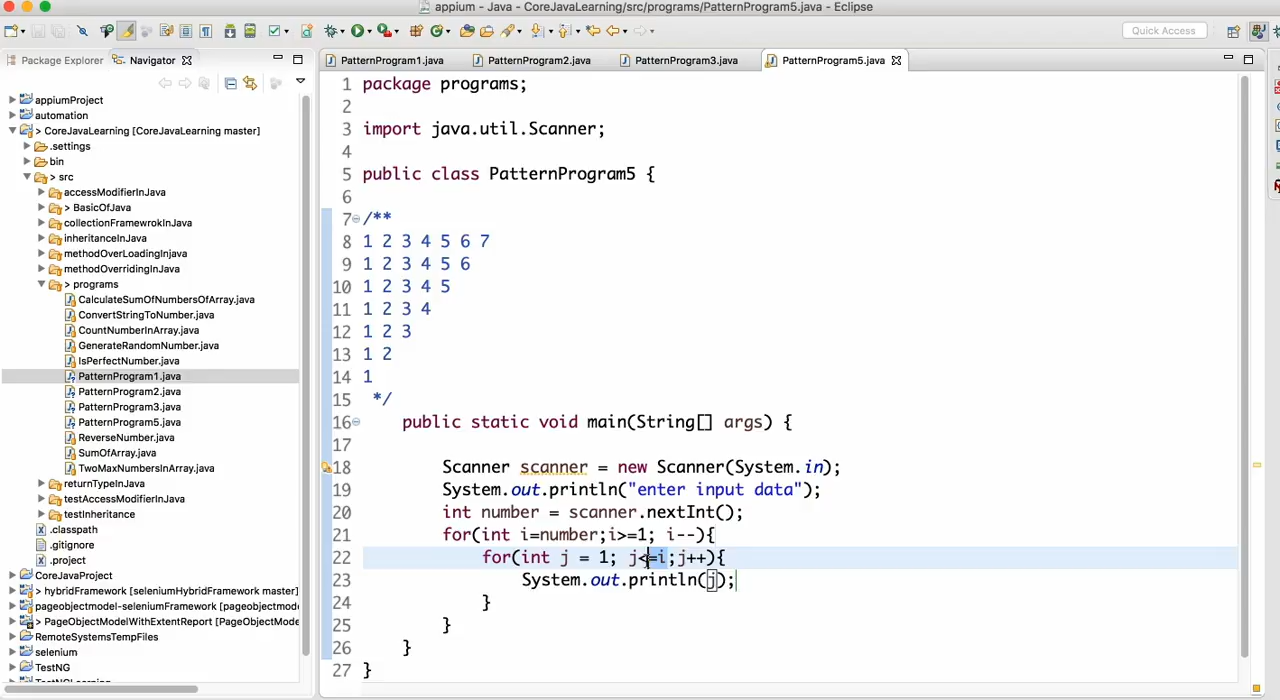 appium - Java - CoreJavaLearning/src/programs/PatternProgram5.java - Eclipse
Quick Access
Package Explorer
Navigator
PatternProgram1.java
PatternProgram2.java
PatternProgram3.java
PatternProgram5.java
appiumProject
automation
> CoreJavaLearning [CoreJavaLearning master]
.settings
bin
> src
accessModifierInJava
> BasicOfJava
collectionFramewrokInJava
inheritanceInJava
methodOverLoadingInjava
methodOverridingInJava
> programs
CalculateSumOfNumbersOfArray.java
ConvertStringToNumber.java
CountNumberInArray.java
GenerateRandomNumber.java
IsPerfectNumber.java
PatternProgram1.java
PatternProgram2.java
PatternProgram3.java
PatternProgram5.java
ReverseNumber.java
SumOfArray.java
TwoMaxNumbersInArray.java
returnTypeInJava
testAccessModifierInJava
testInheritance
.classpath
.gitignore
.project
CoreJavaProject
> hybridFramework [seleniumHybridFramework master]
pageobjectmodel-seleniumFramework [pageobjectmod
> PageObjectModelWithExtentReport [PageObjectMode
RemoteSystemsTempFiles
selenium
TestNG
TestNGLearning
1 package programs;
2
3 import java.util.Scanner;
4
5 public class PatternProgram5 {
6
7 /**
8 1 2 3 4 5 6 7
9 1 2 3 4 5 6
10 1 2 3 4 5
11 1 2 3 4
12 1 2 3
13 1 2
14 1
15 */
16 public static void main(String[] args) {
17
18 Scanner scanner = new Scanner(System.in);
19 System.out.println("enter input data");
20 int number = scanner.nextInt();
21 for(int i=number;i>=1; i--){
22 for(int j = 1; j<=i;j++){
23 System.out.println(j);
24 }
25 }
26 }
27 }